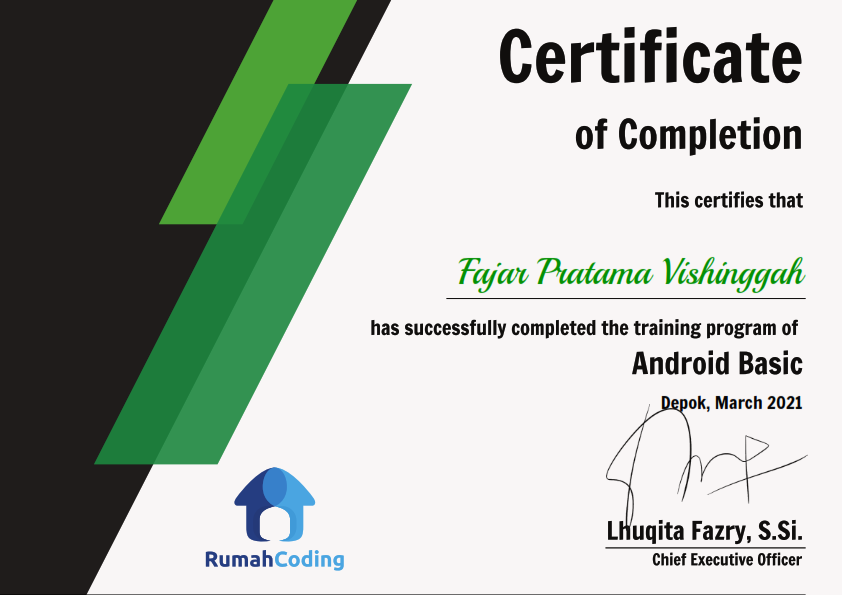 Certificate
of Completion
This certifies that
Fajar Pratama Vishinggah
has successfully completed the training program of
Android Basic
Depok, March 2021
Lhuqita Fazry, S.Si.
Chief Executive Officer
RumahCoding